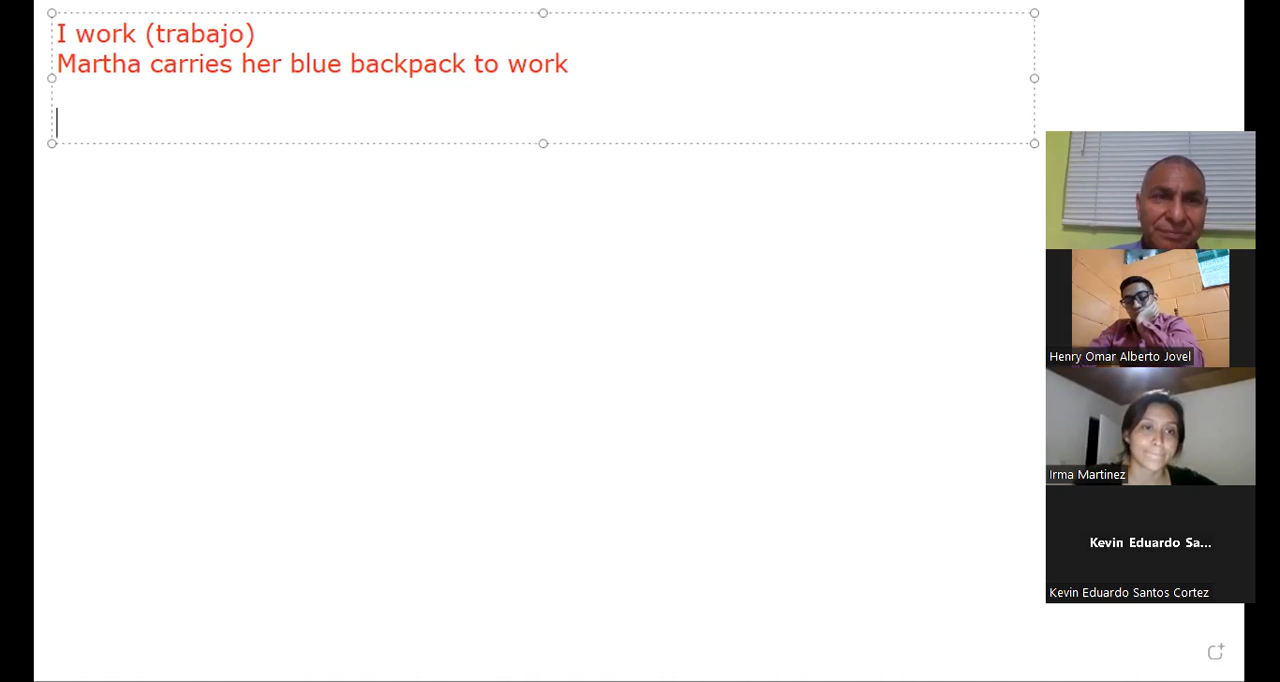 I work (trabajo)
Martha carries her blue backpack to work
Henry Omar Alberto Jovel
Irma Martinez
Kevin Eduardo Sa...
Kevin Eduardo Santos Cortez